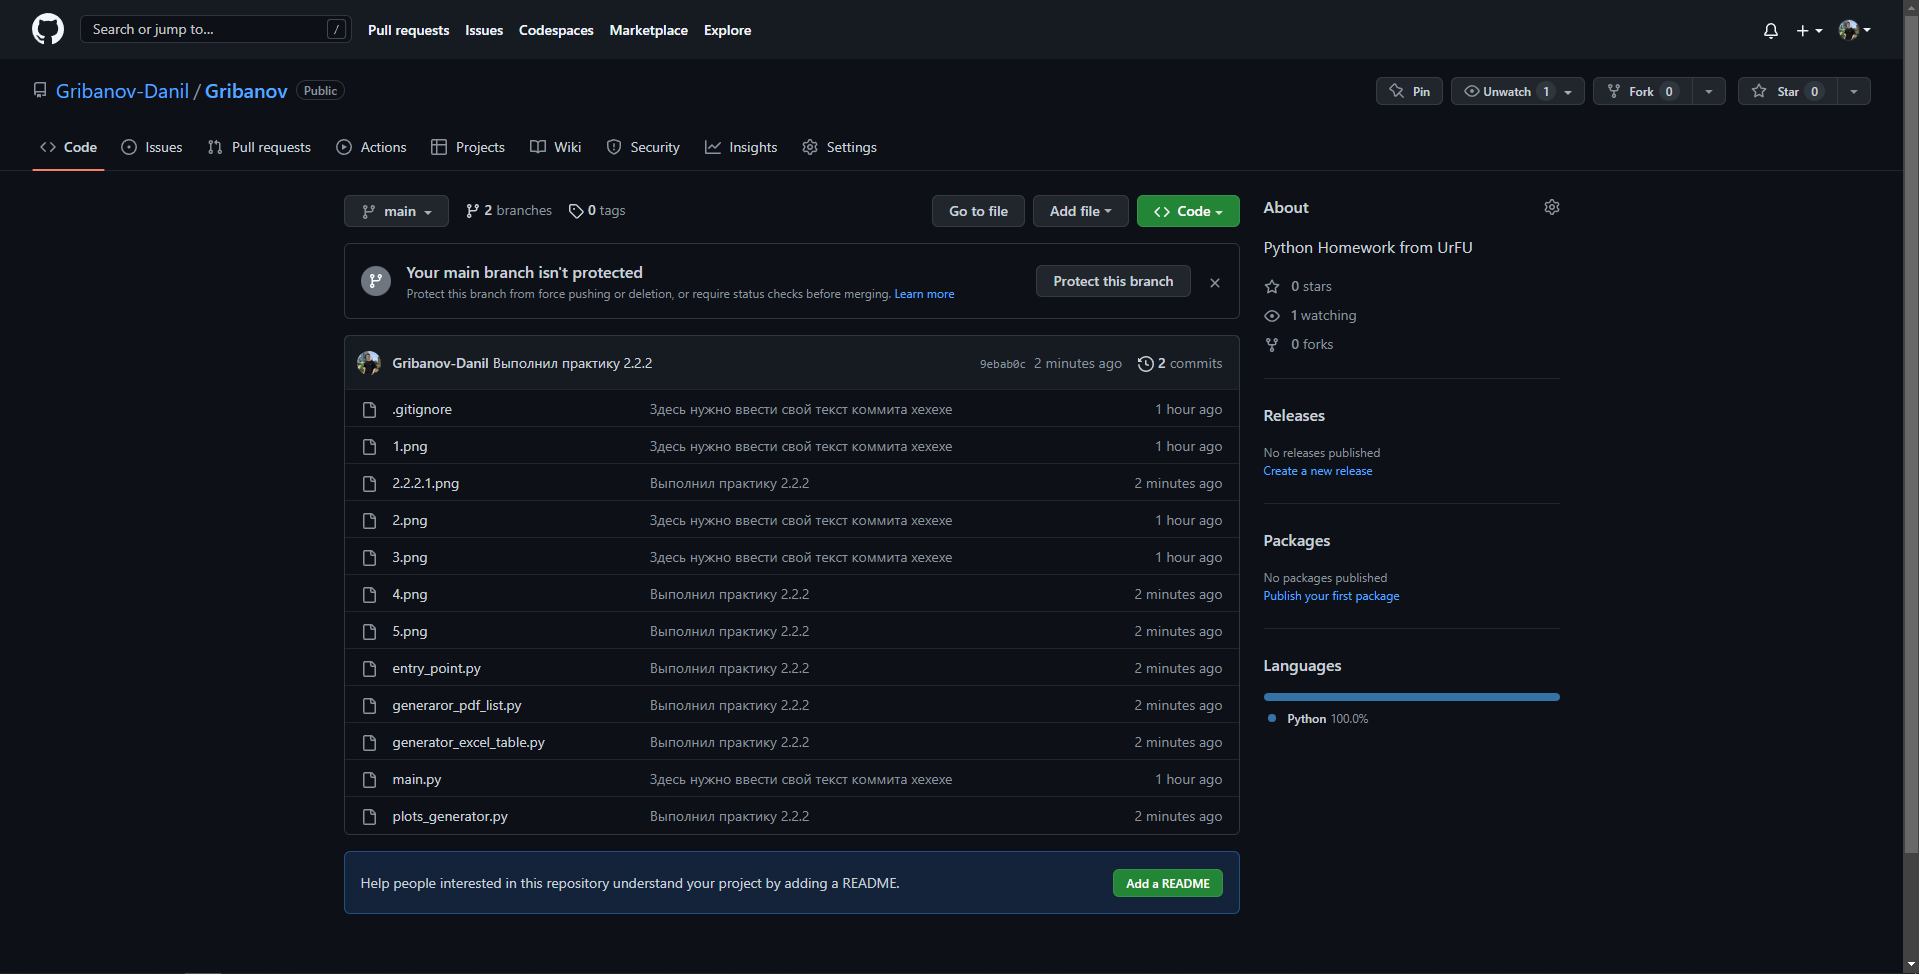 Search or jump to... /
Pull requests Issues Codespaces Marketplace Explore
Gribanov-Danil / Gribanov Public
Pin Unwatch 1 Fork 0 Star 0
Code Issues Pull requests Actions Projects Wiki Security Insights Settings
main 2 branches 0 tags Go to file Add file Code
Your main branch isn't protected
Protect this branch from force pushing or deletion, or require status checks before merging. Learn more
Protect this branch
Gribanov-Danil Выполнил практику 2.2.2 9ebab0c 2 minutes ago 2 commits
.gitignore Здесь нужно ввести свой текст коммита хехехе 1 hour ago
1.png Здесь нужно ввести свой текст коммита хехехе 1 hour ago
2.2.2.1.png Выполнил практику 2.2.2 2 minutes ago
2.png Здесь нужно ввести свой текст коммита хехехе 1 hour ago
3.png Здесь нужно ввести свой текст коммита хехехе 1 hour ago
4.png Выполнил практику 2.2.2 2 minutes ago
5.png Выполнил практику 2.2.2 2 minutes ago
entry_point.py Выполнил практику 2.2.2 2 minutes ago
generaror_pdf_list.py Выполнил практику 2.2.2 2 minutes ago
generator_excel_table.py Выполнил практику 2.2.2 2 minutes ago
main.py Здесь нужно ввести свой текст коммита хехехе 1 hour ago
plots_generator.py Выполнил практику 2.2.2 2 minutes ago
Help people interested in this repository understand your project by adding a README. Add a README
About
Python Homework from UrFU
0 stars
1 watching
0 forks
Releases
No releases published
Create a new release
Packages
No packages published
Publish your first package
Languages
Python 100.0%